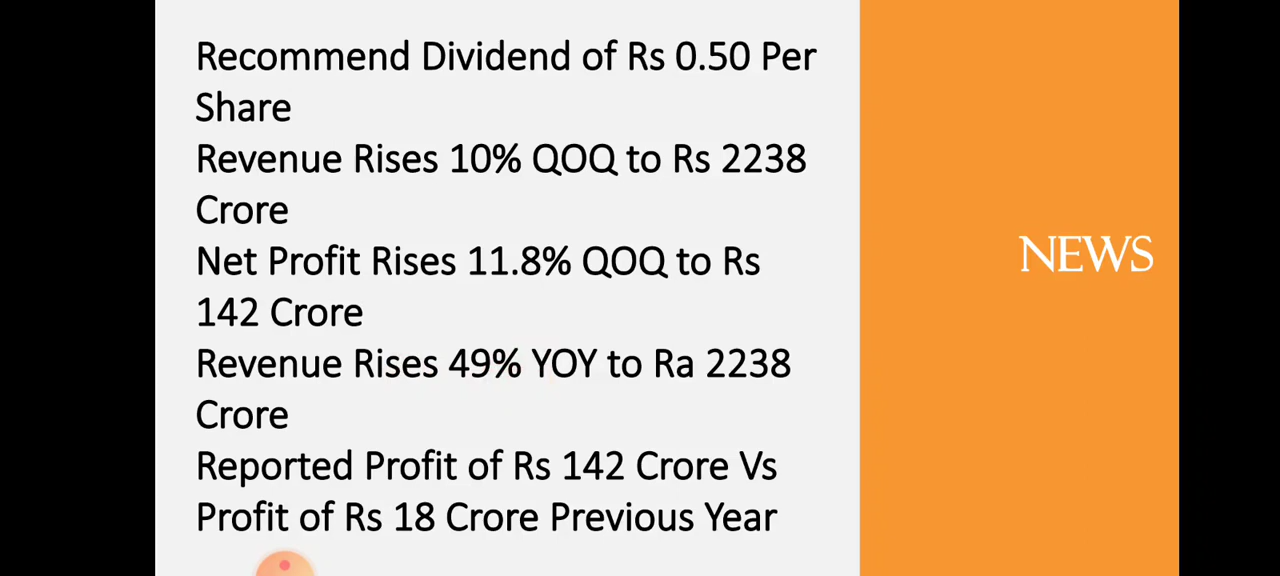 Recommend Dividend of Rs 0.50 Per
Share
Revenue Rises 10% QOQ to Rs 2238
Crore
Net Profit Rises 11.8% QOQ to Rs
142 Crore
Revenue Rises 49% YOY to Ra 2238
Crore
Reported Profit of Rs 142 Crore Vs
Profit of Rs 18 Crore Previous Year
NEWS